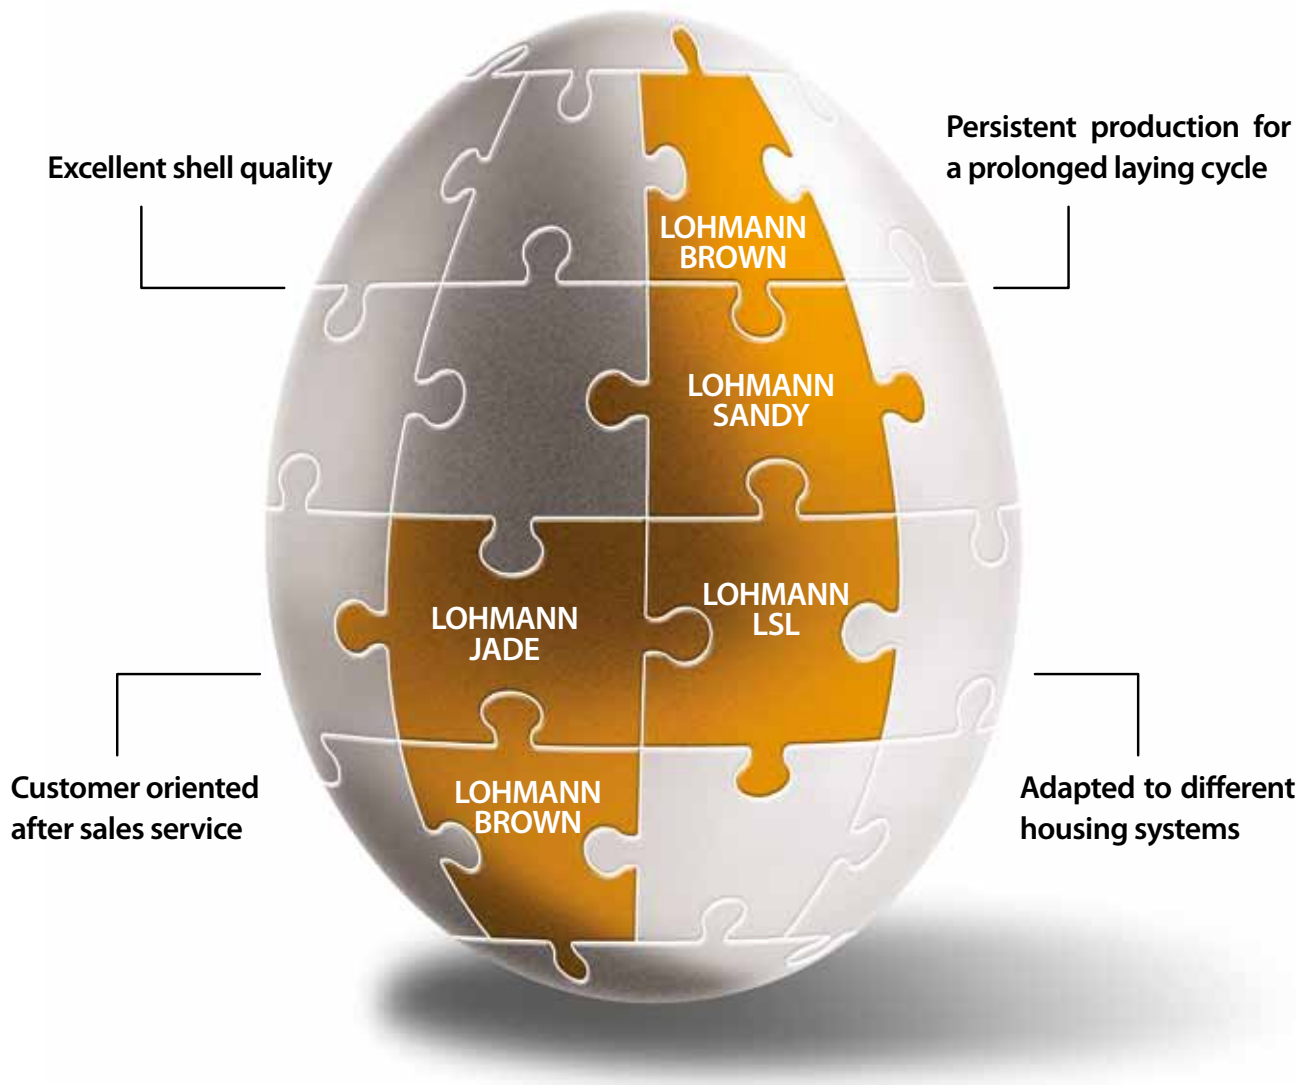 Excellent shell quality
Persistent production for
a prolonged laying cycle
LOHMANN
BROWN
LOHMANN
SANDY
LOHMANN
LSL
LOHMANN
JADE
LOHMANN
BROWN
Customer oriented
after sales service
Adapted to different
housing systems